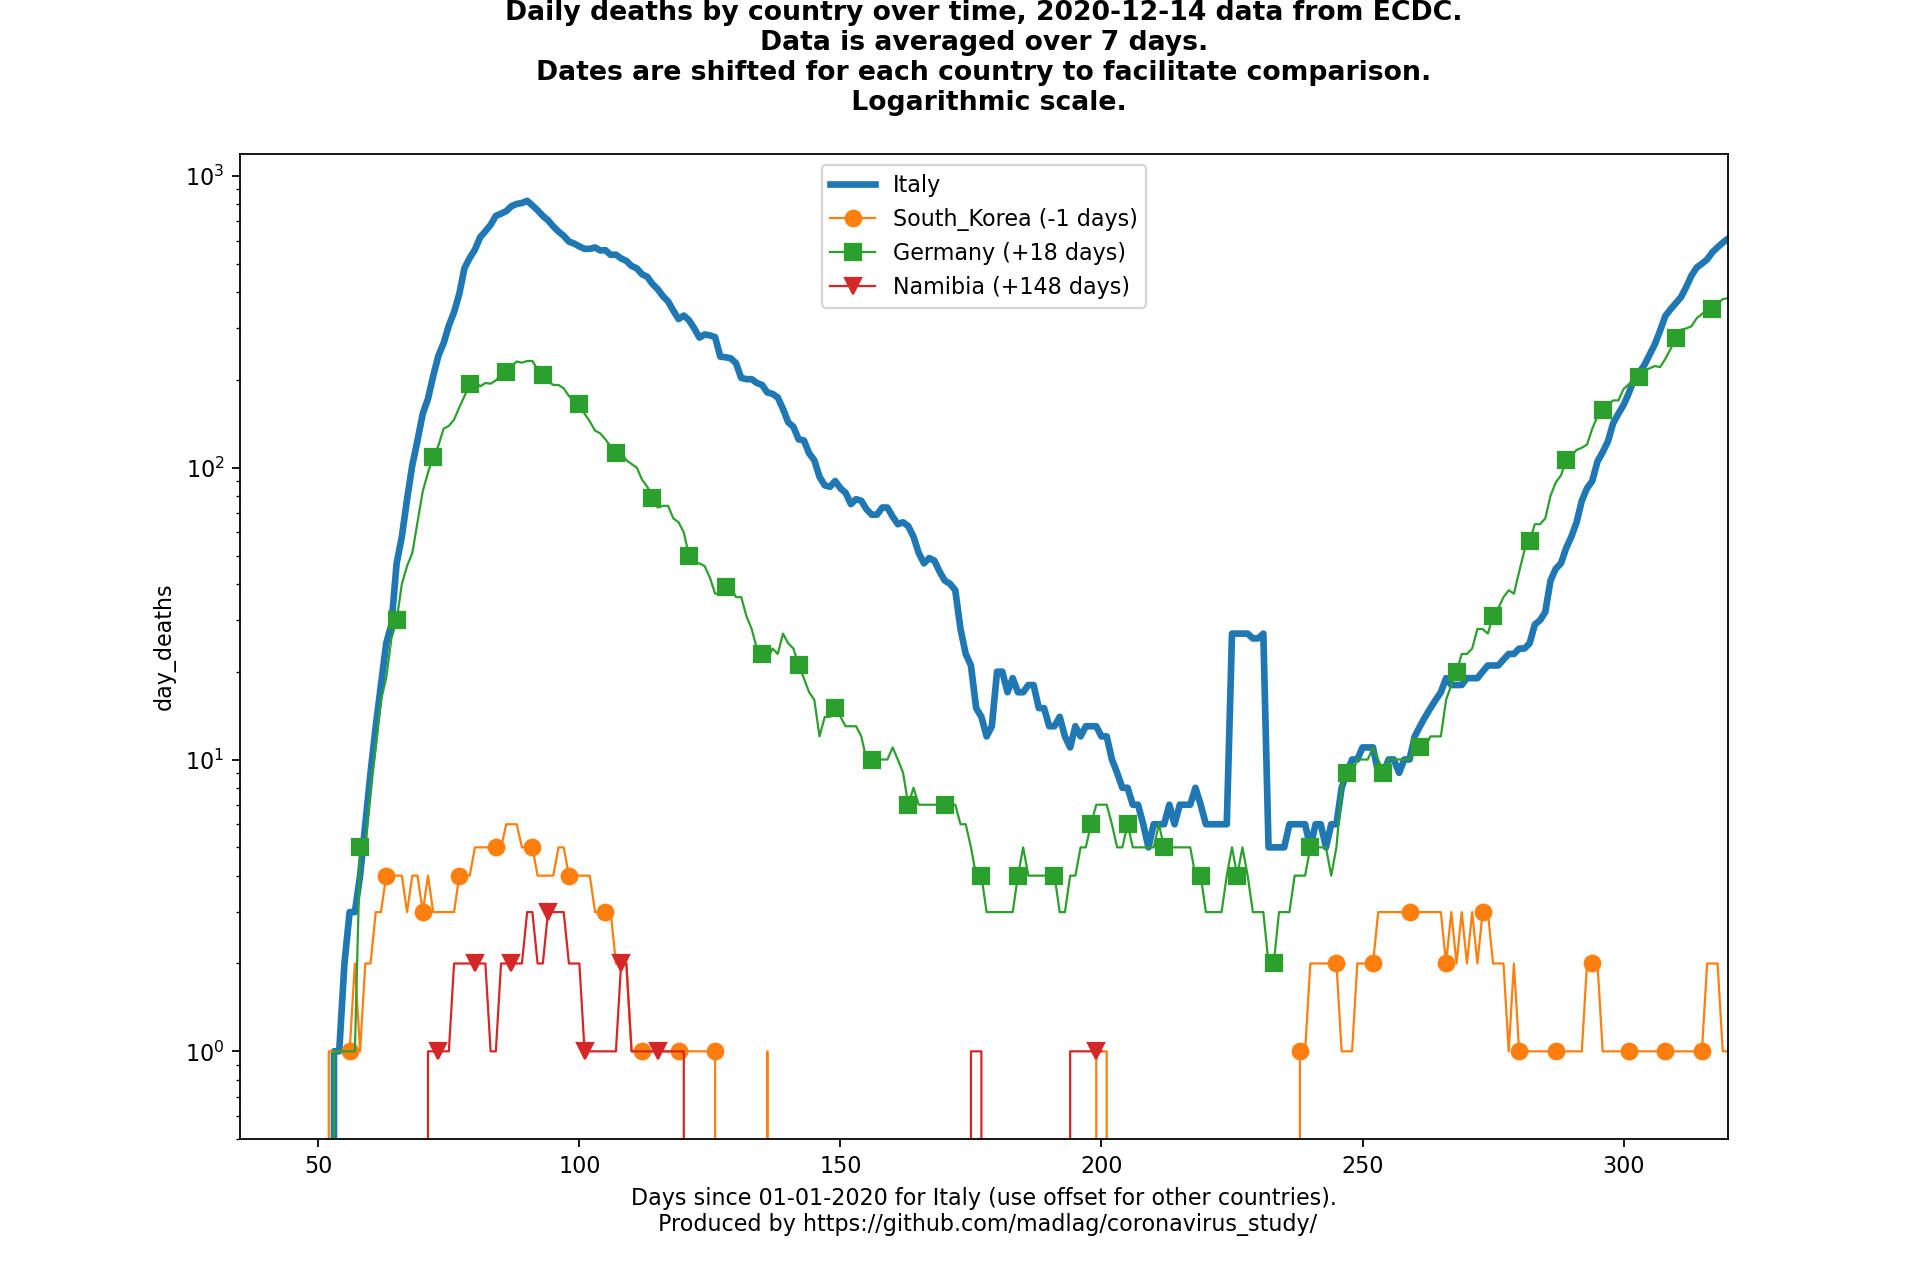 Daily deaths by country over time, 2020-12-14 data from ECDC.
Data is averaged over 7 days.
Dates are shifted for each country to facilitate comparison.
Logarithmic scale.
Italy
South_Korea (-1 days)
Germany (+18 days)
Namibia (+148 days)
10³
10²
10¹
10⁰
day_deaths
50 100 150 200 250 300
Days since 01-01-2020 for Italy (use offset for other countries).
Produced by https://github.com/madlag/coronavirus_study/